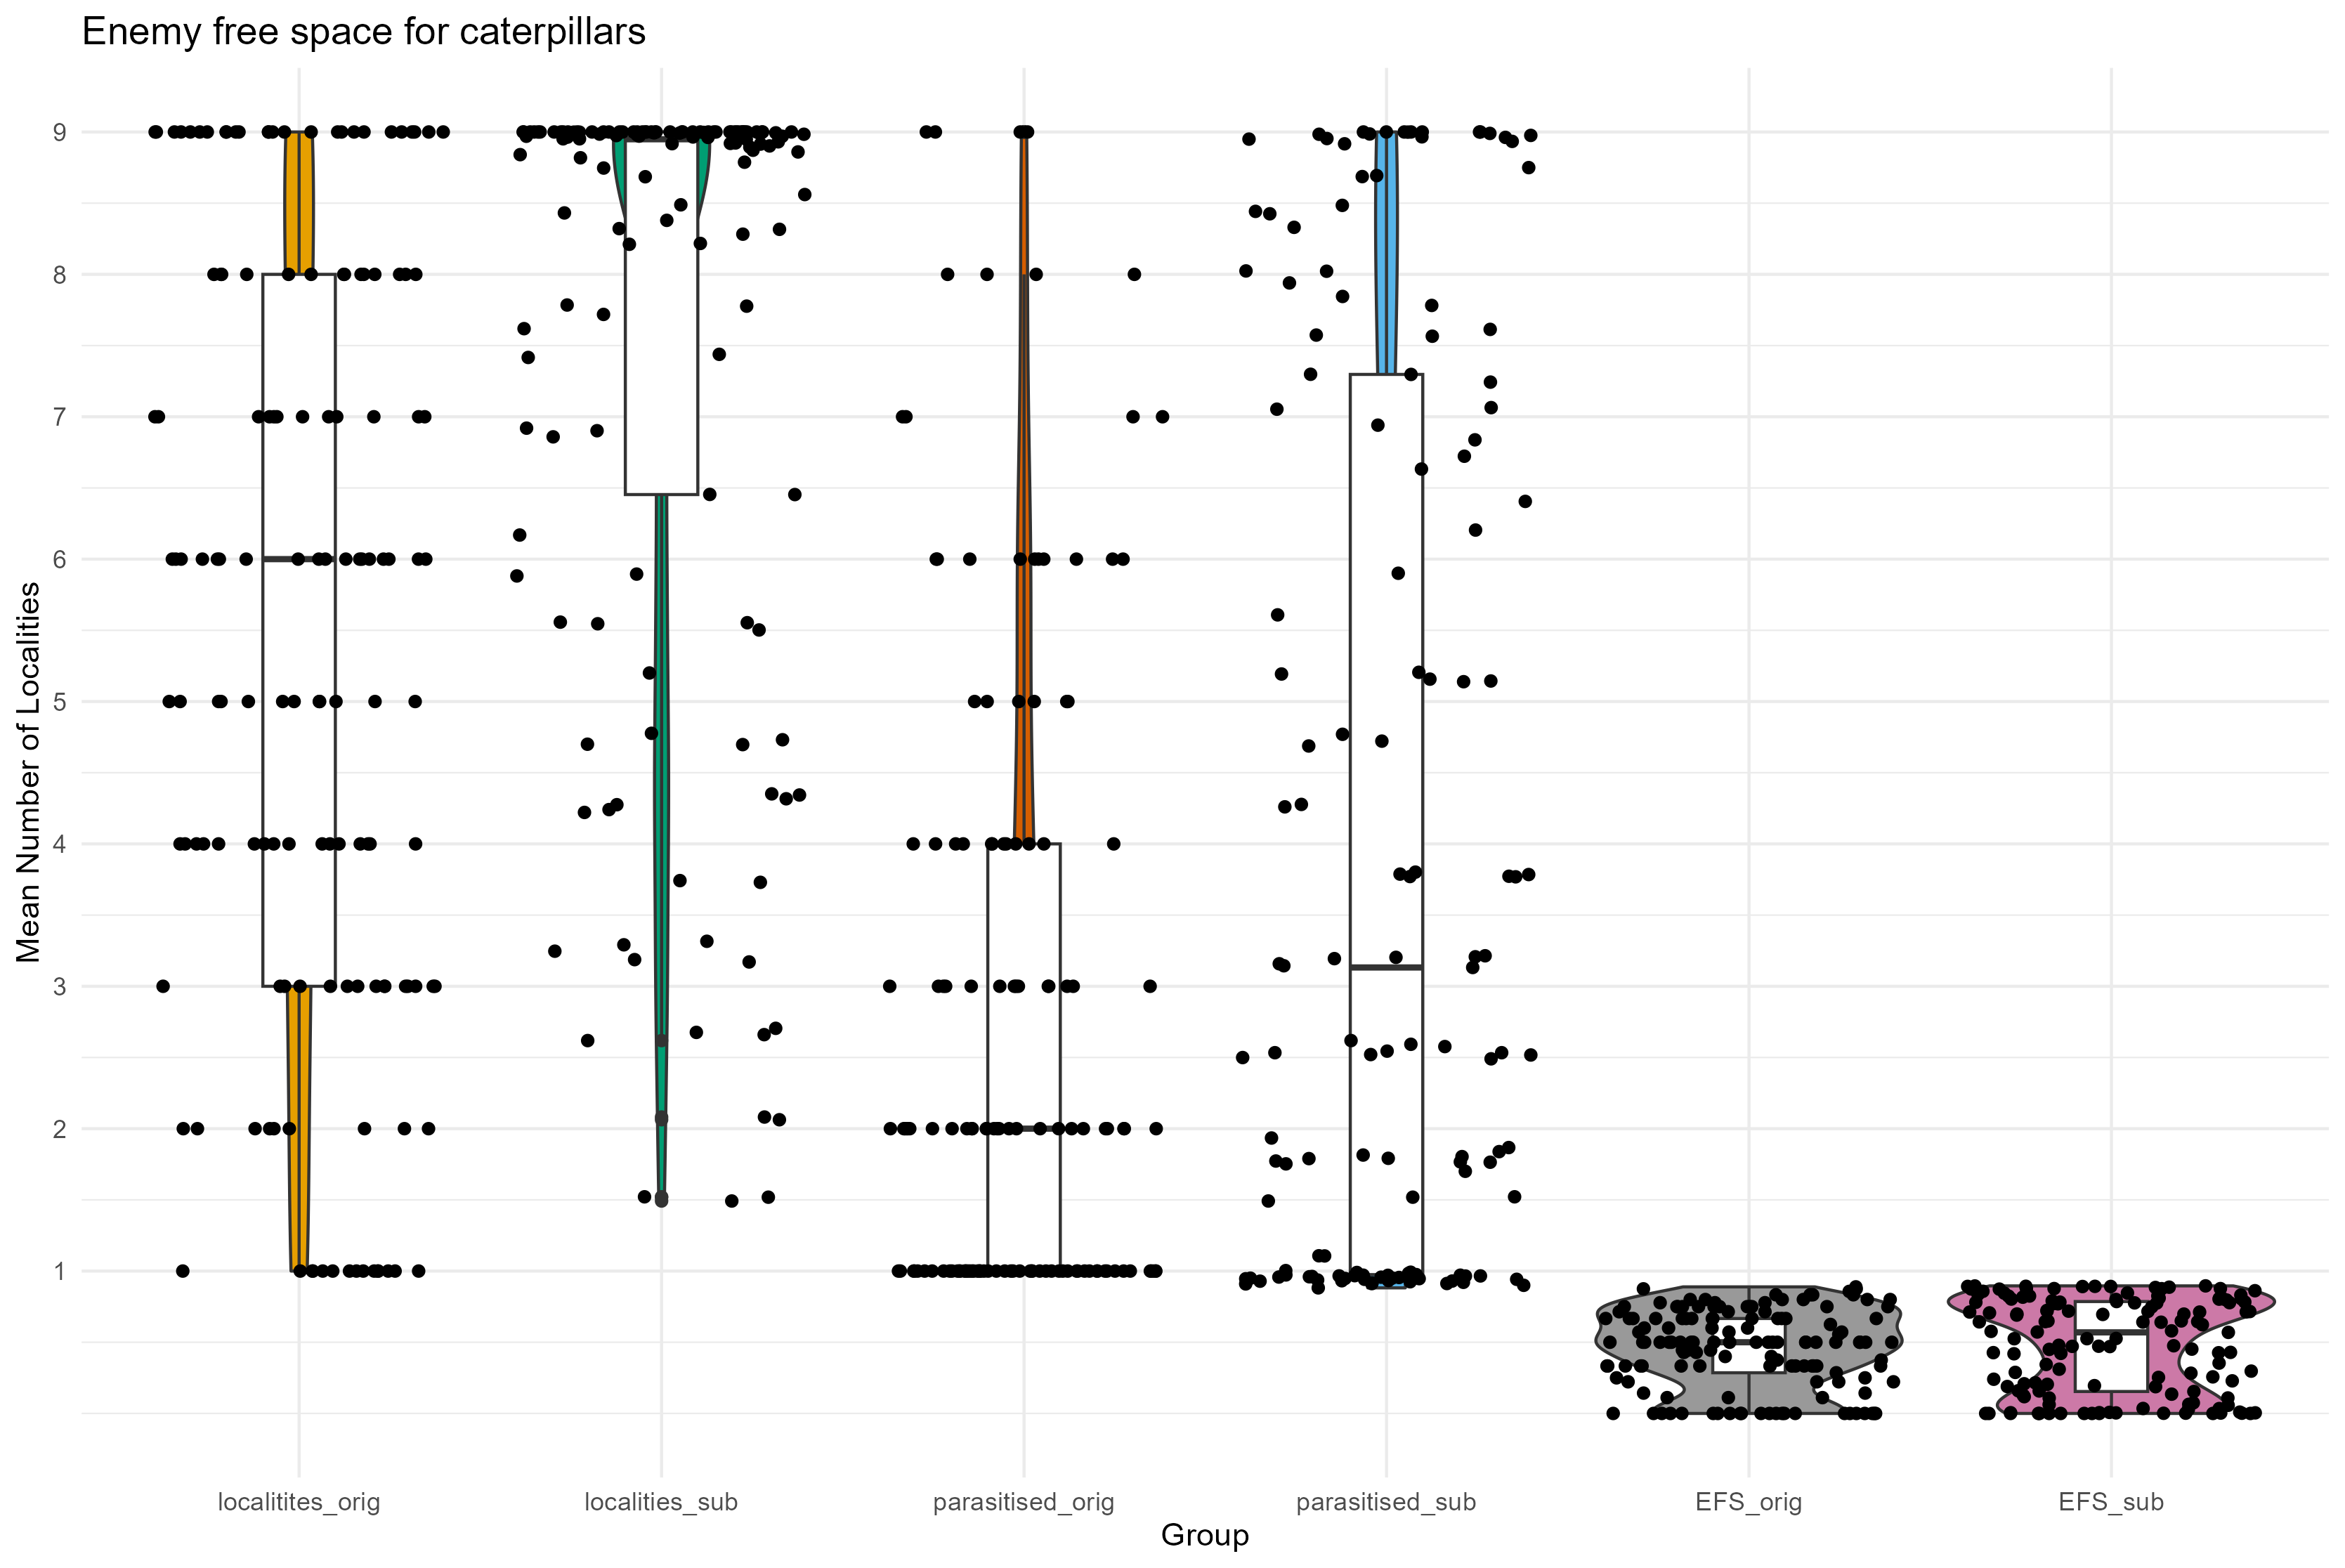 Enemy free space for caterpillars
9
8
7
6
5
4
3
2
1
Mean Number of Localities
localitites_orig
localities_sub
parasitised_orig
parasitised_sub
EFS_orig
EFS_sub
Group